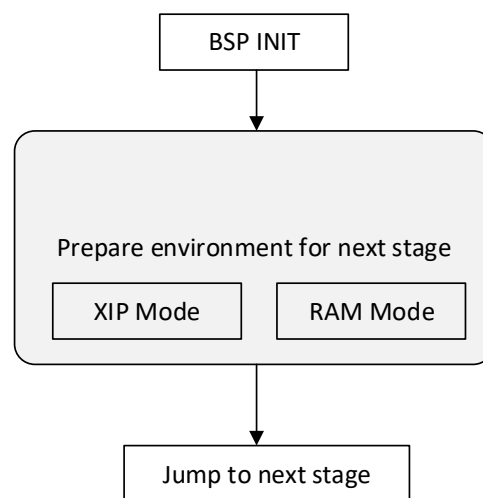 BSP INIT
Prepare environment for next stage
XIP Mode
RAM Mode
Jump to next stage